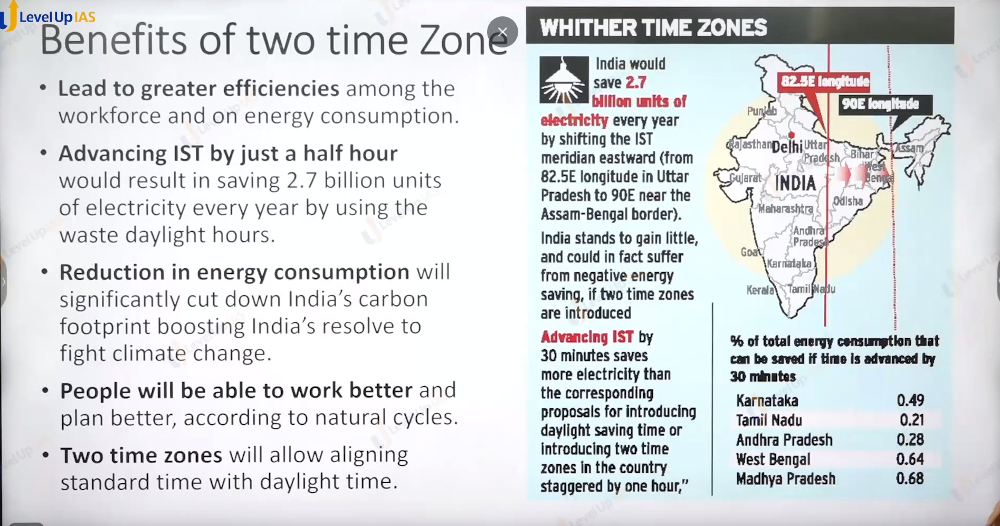 LevelUp IAS
Benefits of two time Zone
• Lead to greater efficiencies among the
workforce and on energy consumption.
• Advancing IST by just a half hour
would result in saving 2.7 billion units
of electricity every year by using the
waste daylight hours.
• Reduction in energy consumption will
significantly cut down India's carbon
footprint boosting India's resolve to
fight climate change.
• People will be able to work better and
plan better, according to natural cycles.
• Two time zones will allow aligning
standard time with daylight time.
WHITHER TIME ZONES
India would
save 2.7
billion units of
electricity every year
by shifting the IST
meridian eastward (from
82.5E longitude in Uttar
Pradesh to 90E near the
Assam-Bengal border).
India stands to gain little,
and could in fact suffer
from negative energy
saving, if two time zones
are introduced
Advancing IST by
30 minutes saves
more electricity than
the corresponding
proposals for introducing
daylight saving time or
introducing two time
zones in the country
staggered by one hour,”
82.5E longitude
90E longitude
Punjab
Rajasthan
Delhi
Uttar
Pradesh
Bihar
Assam
West
Bengal
Gujarat
INDIA
Odisha
Maharashtra
Andhra
Pradesh
Goa
Karnataka
Kerala
Tamil Nadu
% of total energy consumption that
can be saved if time is advanced by
30 minutes
Karnataka 0.49
Tamil Nadu 0.21
Andhra Pradesh 0.28
West Bengal 0.64
Madhya Pradesh 0.68